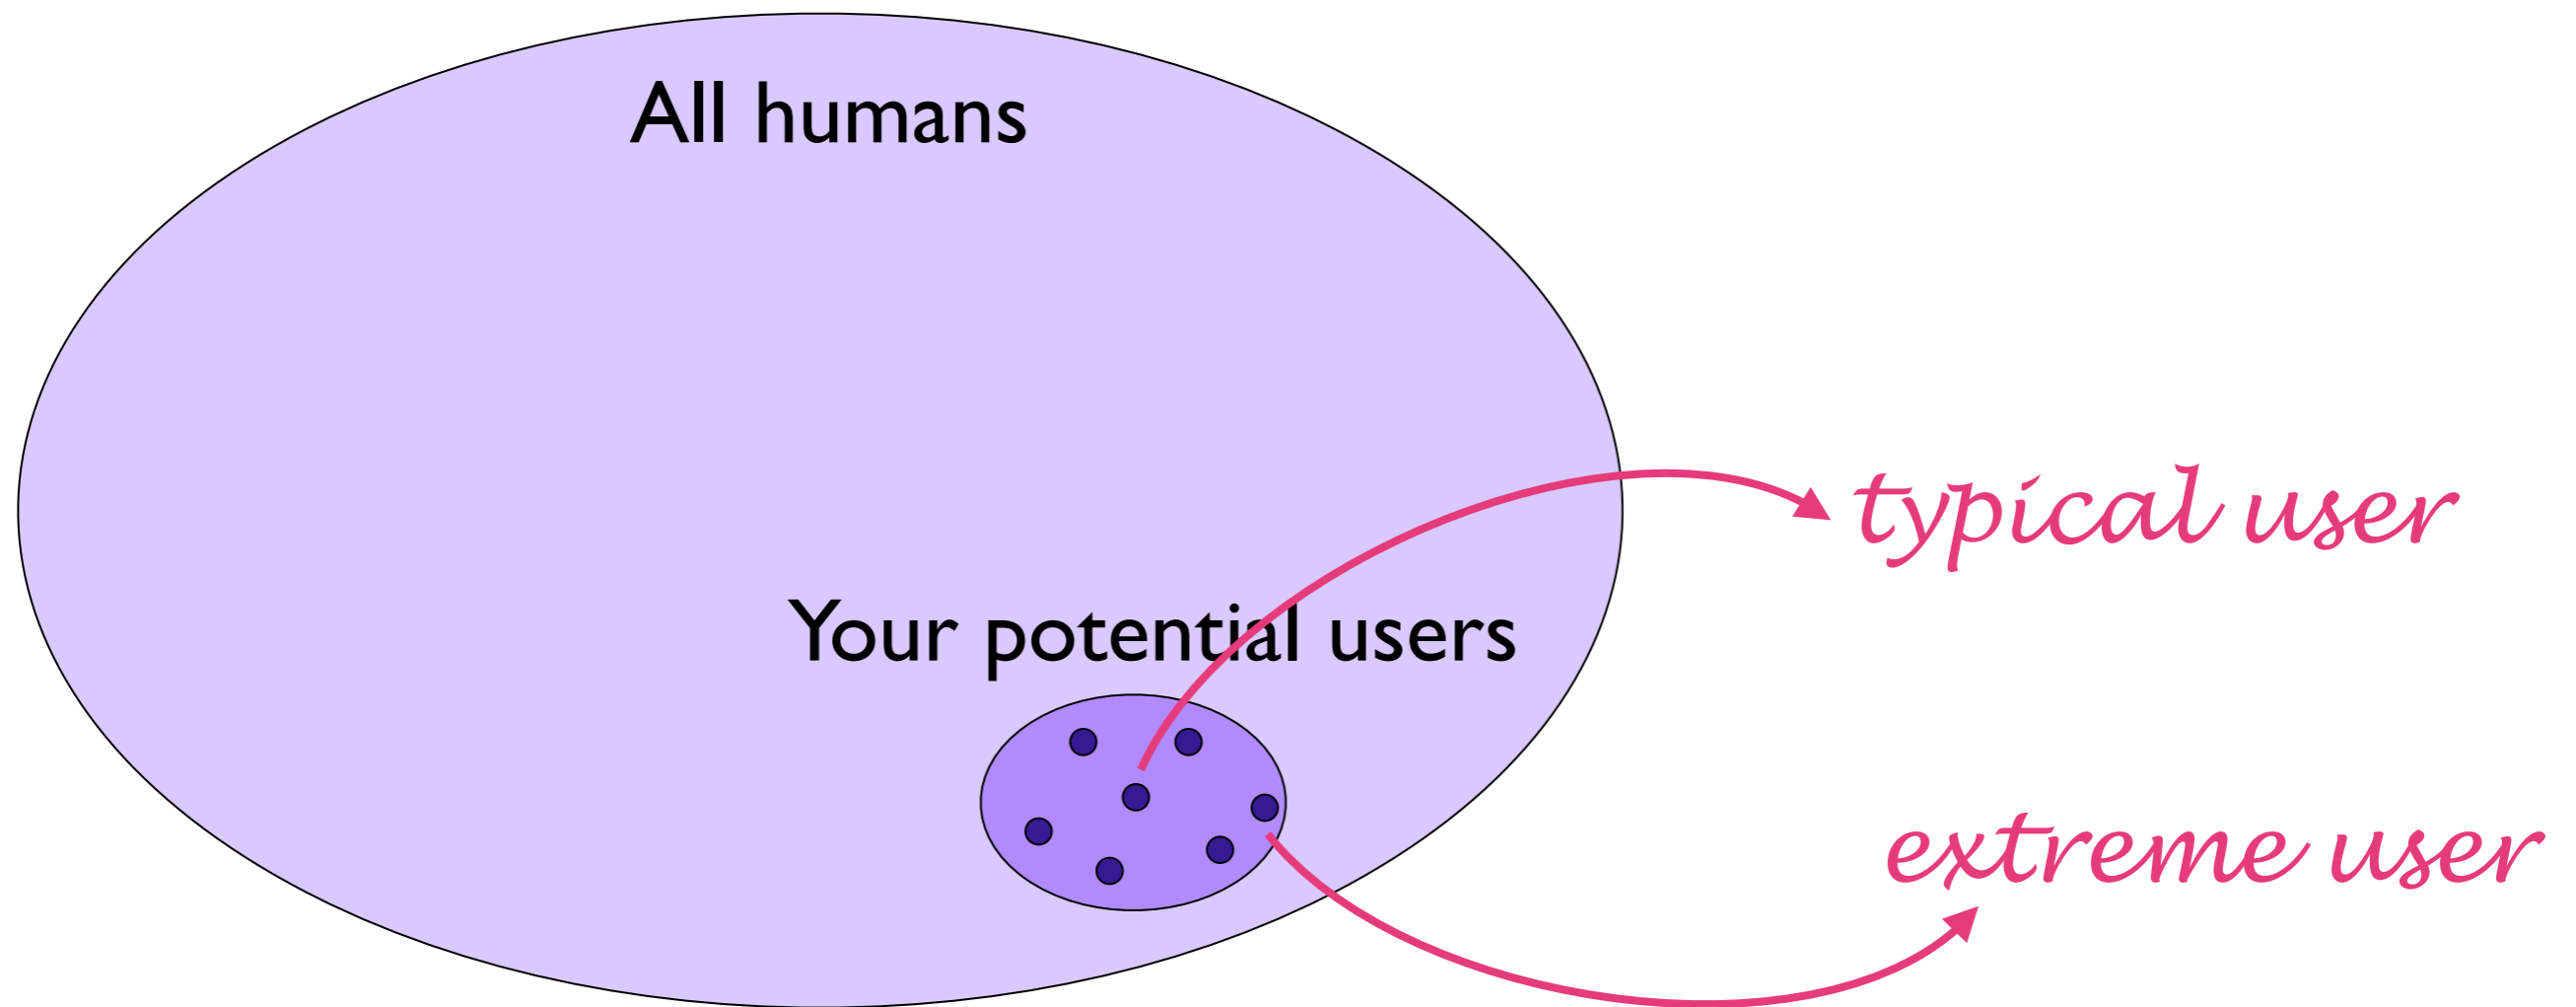 All humans
typical user
Your potential users
extreme user